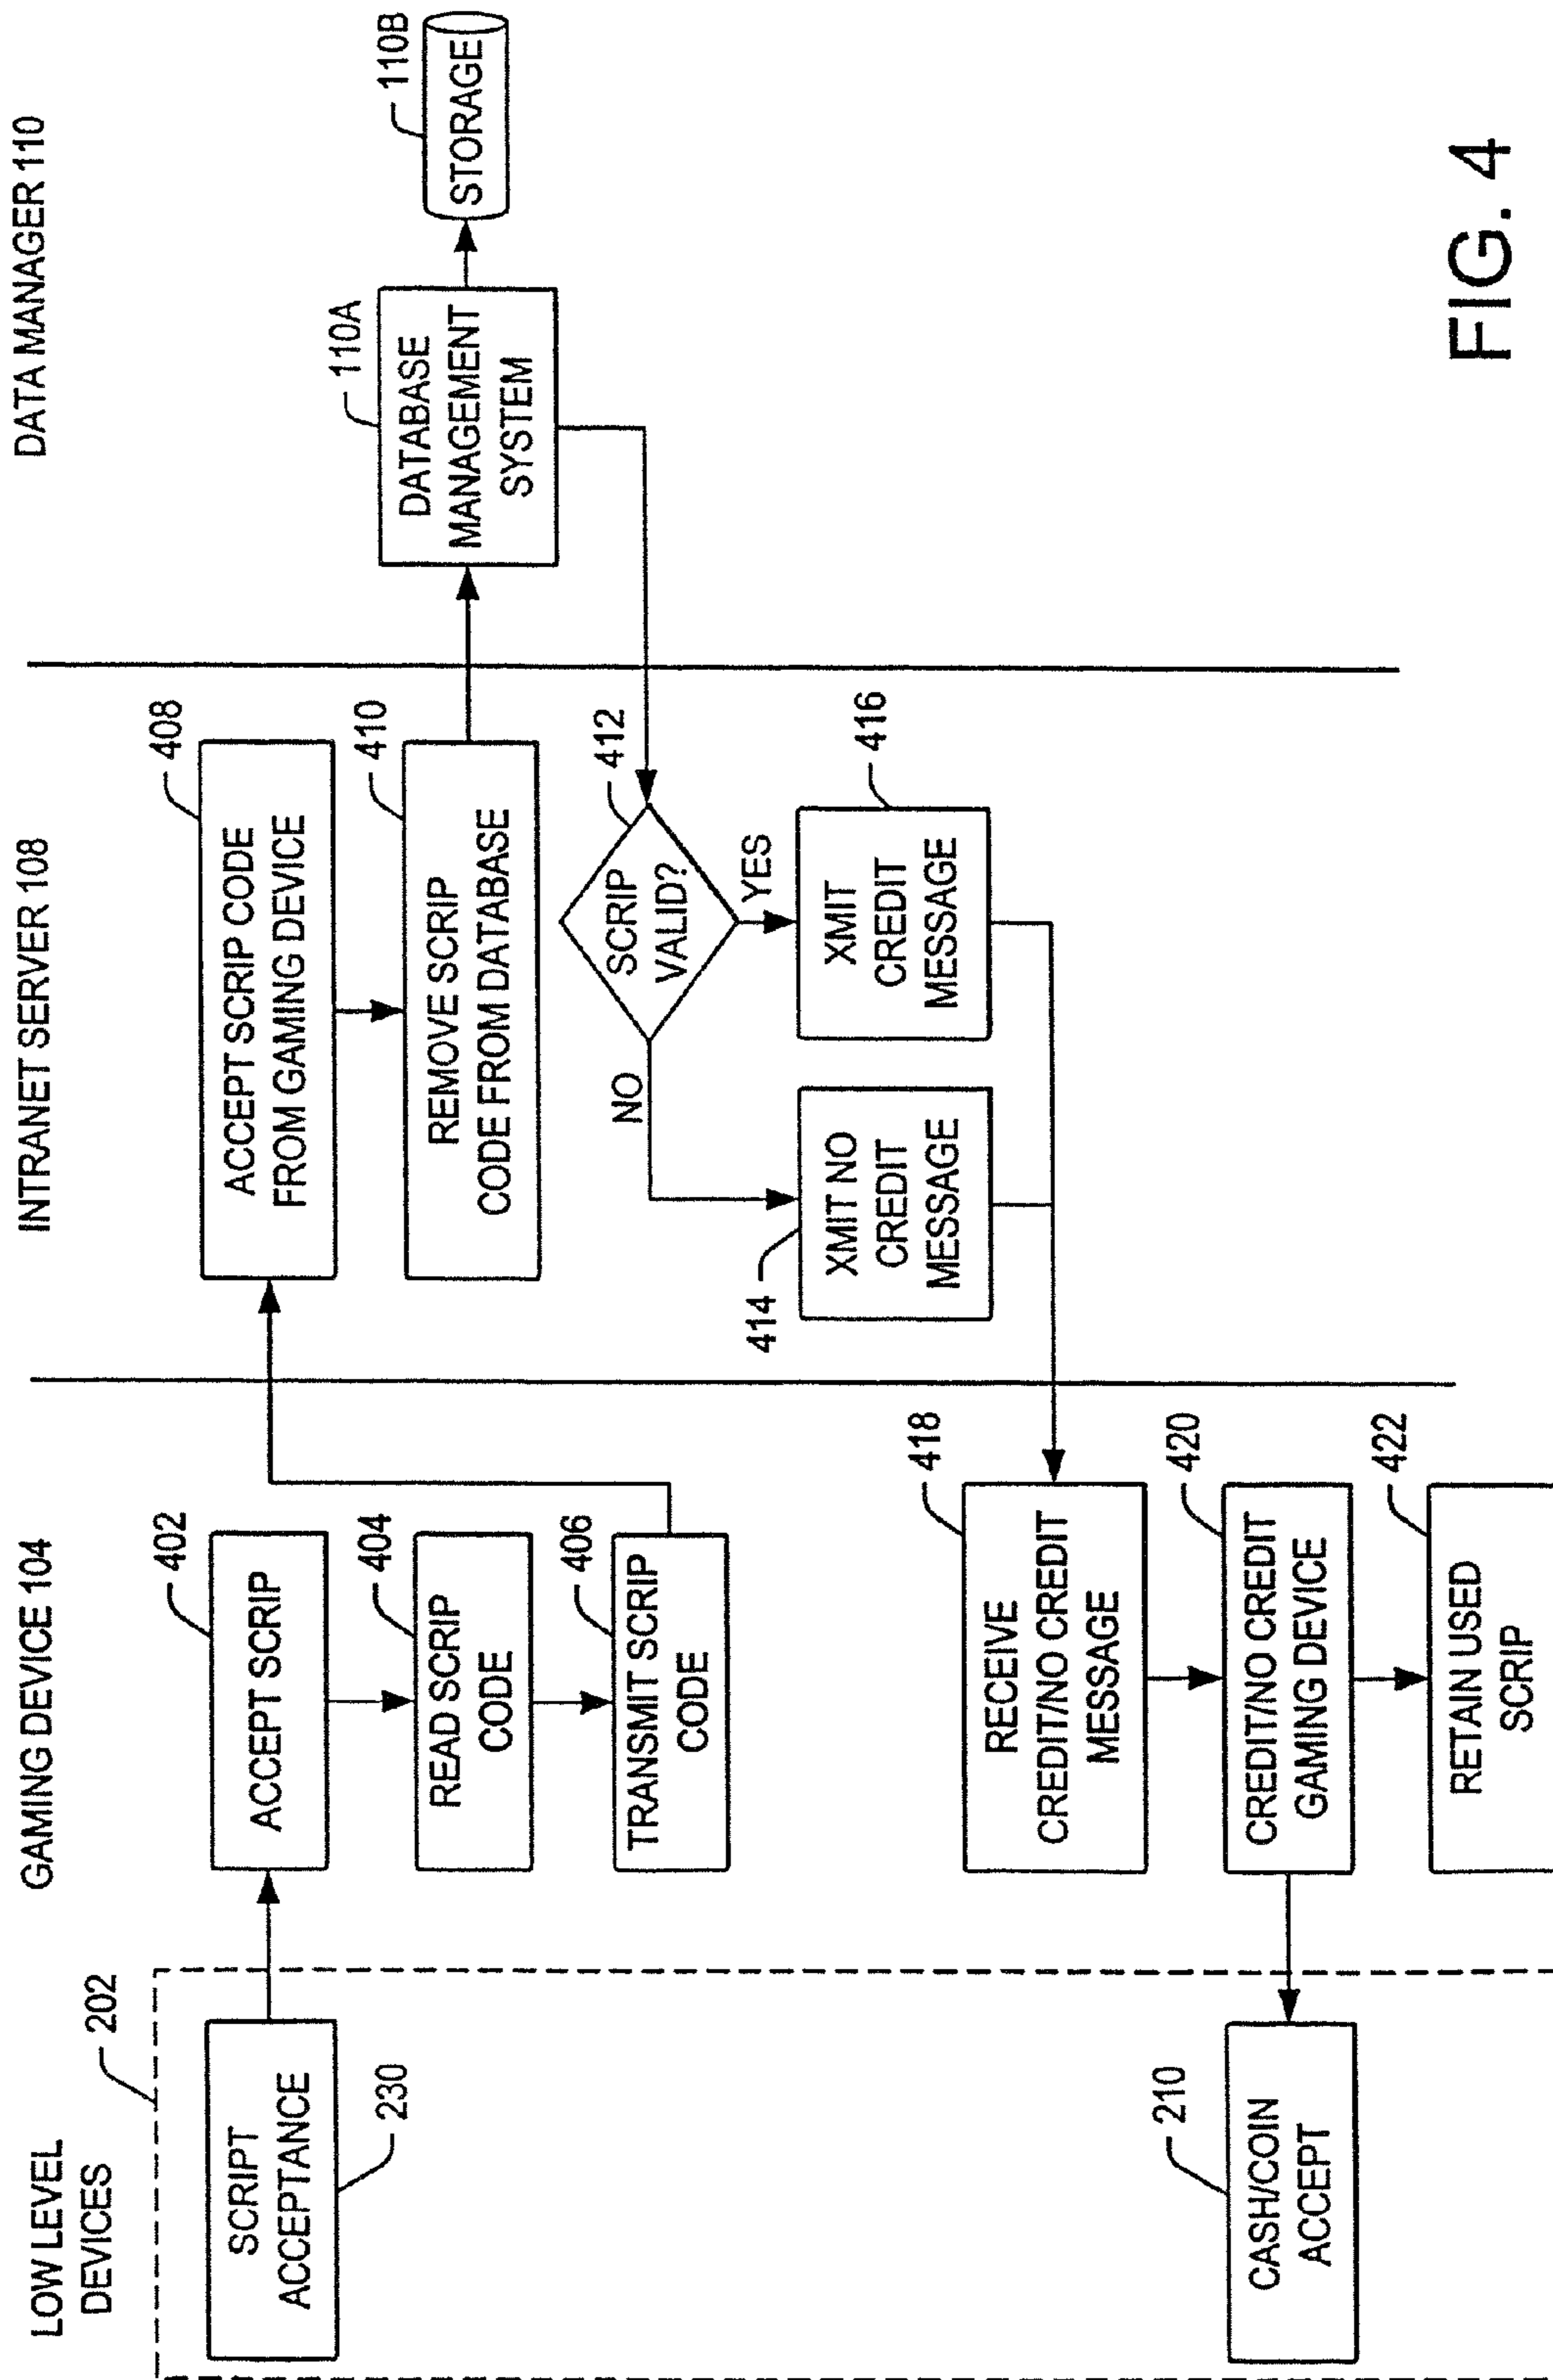 LOW LEVEL
DEVICES
GAMING DEVICE 104
INTRANET SERVER 108
DATA MANAGER 110
202
SCRIPT
ACCEPTANCE
230
402
ACCEPT SCRIP
404
READ SCRIP
CODE
406
TRANSMIT SCRIP
CODE
408
ACCEPT SCRIP CODE
FROM GAMING DEVICE
410
REMOVE SCRIP
CODE FROM DATABASE
110A
DATABASE
MANAGEMENT
SYSTEM
110B
STORAGE
412
SCRIP
VALID?
NO
YES
414
XMIT NO
CREDIT
MESSAGE
416
XMIT
CREDIT
MESSAGE
418
RECEIVE
CREDIT/NO CREDIT
MESSAGE
420
CREDIT/NO CREDIT
GAMING DEVICE
422
RETAIN USED
SCRIP
210
CASH/COIN
ACCEPT
FIG. 4